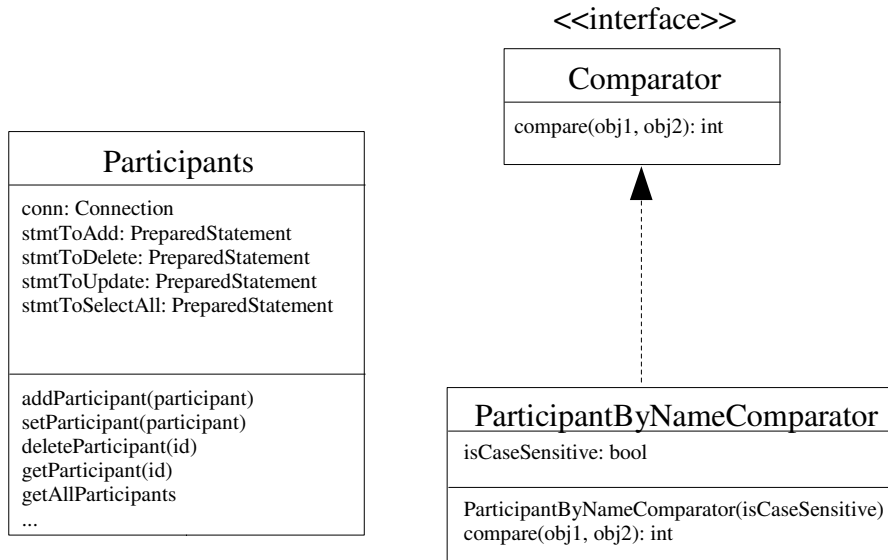 <<interface>>
Comparator
compare(obj1, obj2): int
Participants
conn: Connection
stmtToAdd: PreparedStatement
stmtToDelete: PreparedStatement
stmtToUpdate: PreparedStatement
stmtToSelectAll: PreparedStatement
addParticipant(participant)
setParticipant(participant)
deleteParticipant(id)
getParticipant(id)
getAllParticipants
...
ParticipantByNameComparator
isCaseSensitive: bool
ParticipantByNameComparator(isCaseSensitive)
compare(obj1, obj2): int